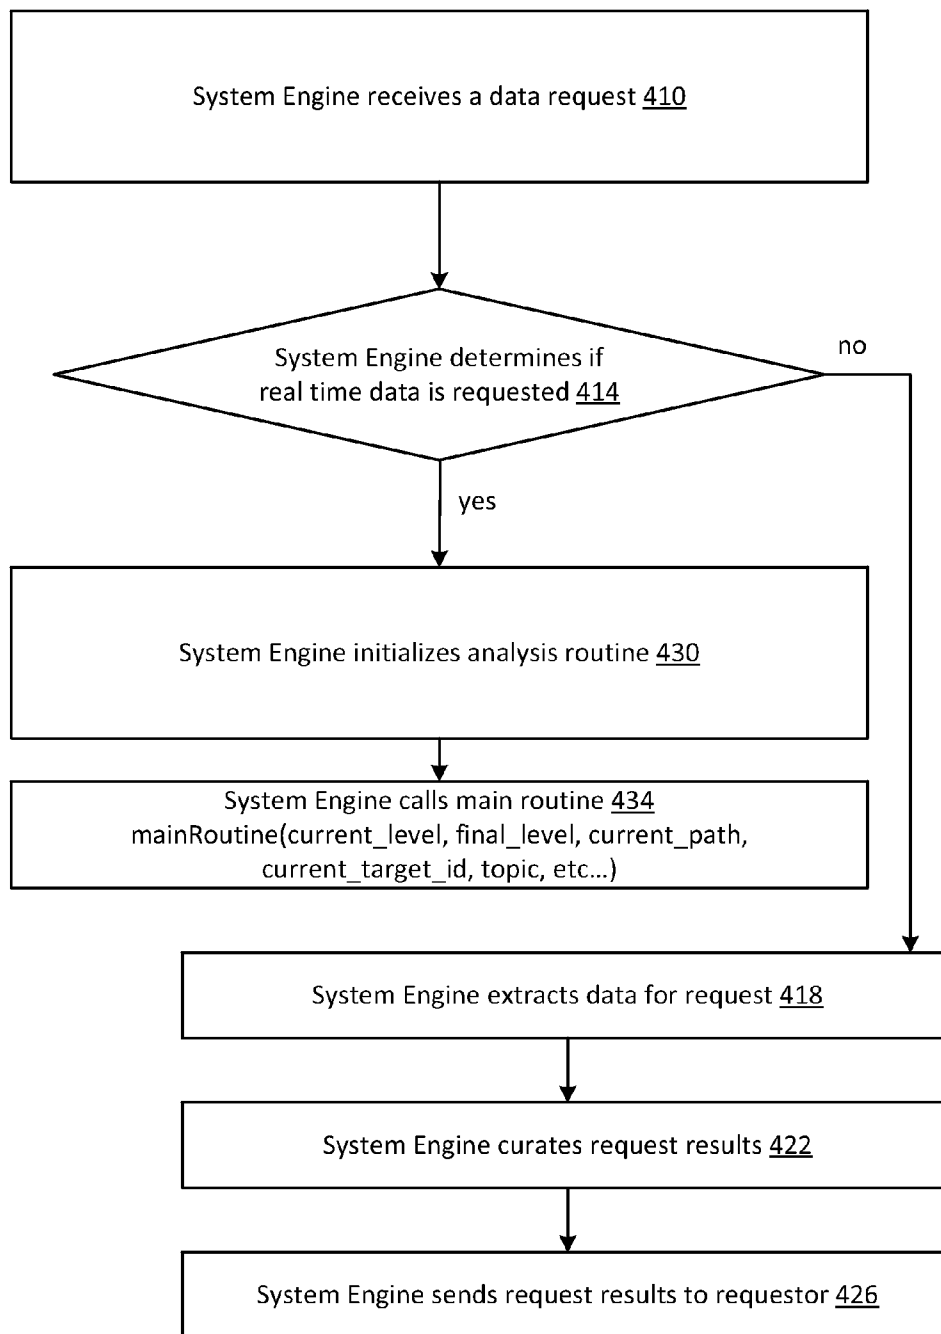 System Engine receives a data request 410
System Engine determines if
real time data is requested 414
no
yes
System Engine initializes analysis routine 430
System Engine calls main routine 434
mainRoutine(current_level, final_level, current_path,
current_target_id, topic, etc…)
System Engine extracts data for request 418
System Engine curates request results 422
System Engine sends request results to requestor 426